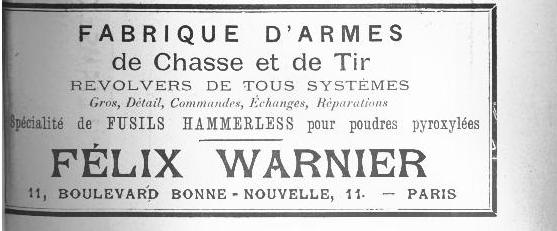 FABRIQUE D'ARMES
de Chasse et de Tir
REVOLVERS DE TOUS SYSTÈMES
Gros, Détail, Commandes, Échanges, Réparations
Spécialité de FUSILS HAMMERLESS pour poudres pyroxylées
FÉLIX WARNIER
11, BOULEVARD BONNE-NOUVELLE, 11. — PARIS